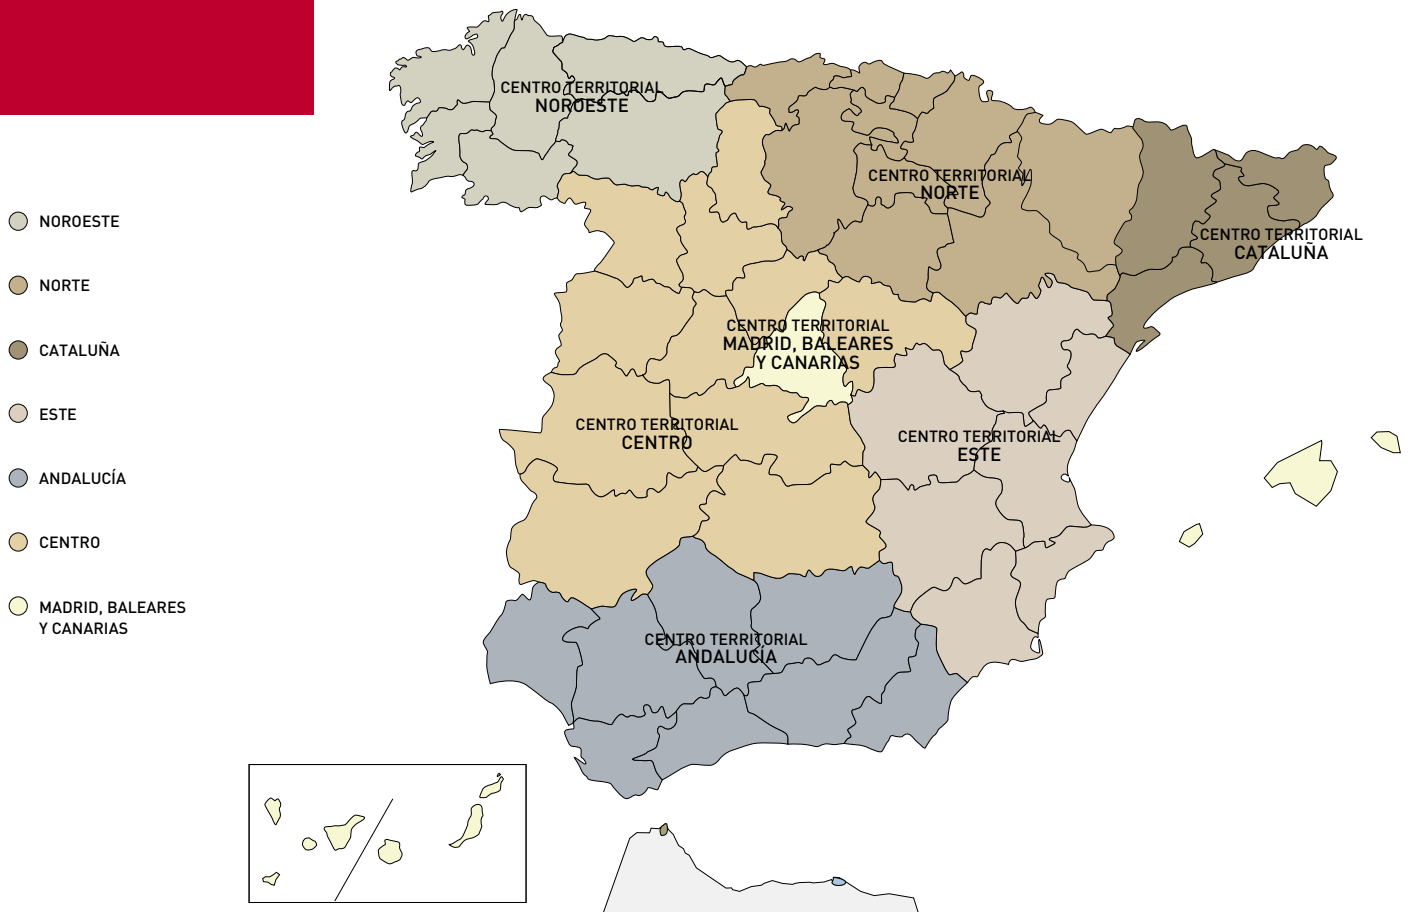 NOROESTE
NORTE
CATALUÑA
ESTE
ANDALUCÍA
CENTRO
MADRID, BALEARES
Y CANARIAS
CENTRO TERRITORIAL
NOROESTE
CENTRO TERRITORIAL
NORTE
CENTRO TERRITORIAL
CATALUÑA
CENTRO TERRITORIAL
MADRID, BALEARES
Y CANARIAS
CENTRO TERRITORIAL
CENTRO
CENTRO TERRITORIAL
ESTE
CENTRO TERRITORIAL
ANDALUCÍA